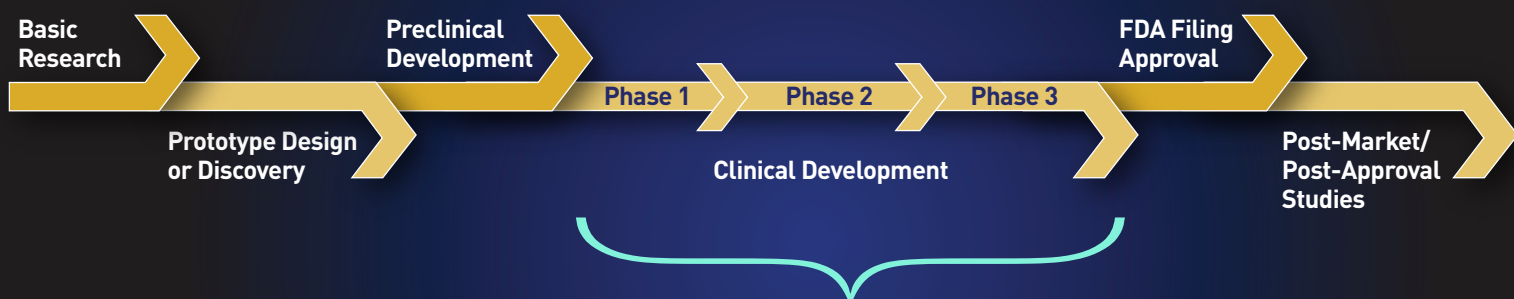 Basic
Research
Prototype Design
or Discovery
Preclinical
Development
Phase 1
Phase 2
Phase 3
Clinical Development
FDA Filing
Approval
Post-Market/
Post-Approval
Studies